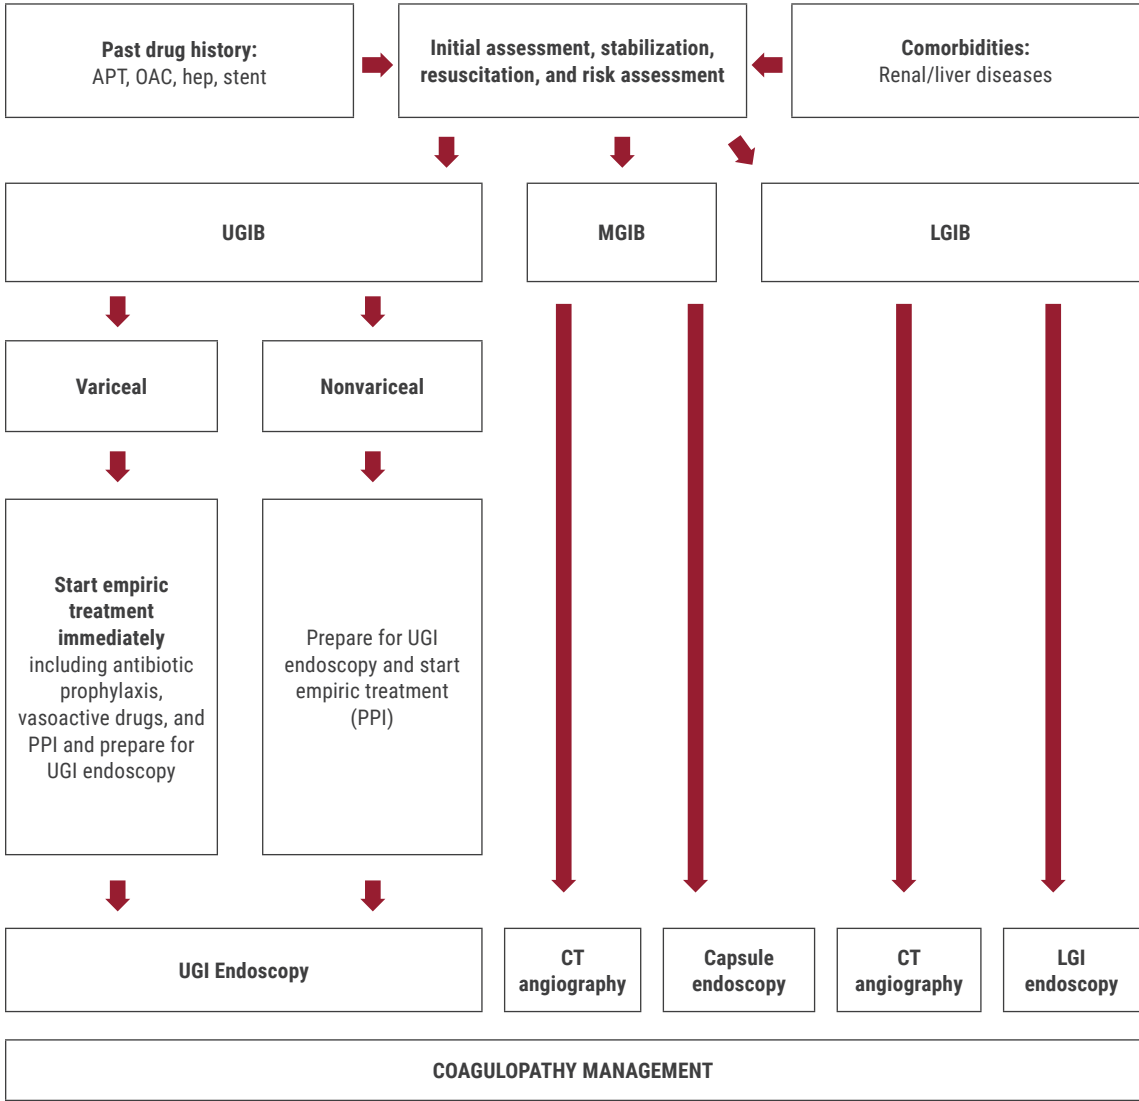 Past drug history:
APT, OAC, hep, stent
Initial assessment, stabilization,
resuscitation, and risk assessment
Comorbidities:
Renal/liver diseases
UGIB
MGIB
LGIB
Variceal
Nonvariceal
Start empiric
treatment
immediately
including antibiotic
prophylaxis,
vasoactive drugs, and
PPI and prepare for
UGI endoscopy
Prepare for UGI
endoscopy and start
empiric treatment
(PPI)
UGI Endoscopy
CT
angiography
Capsule
endoscopy
CT
angiography
LGI
endoscopy
COAGULOPATHY MANAGEMENT